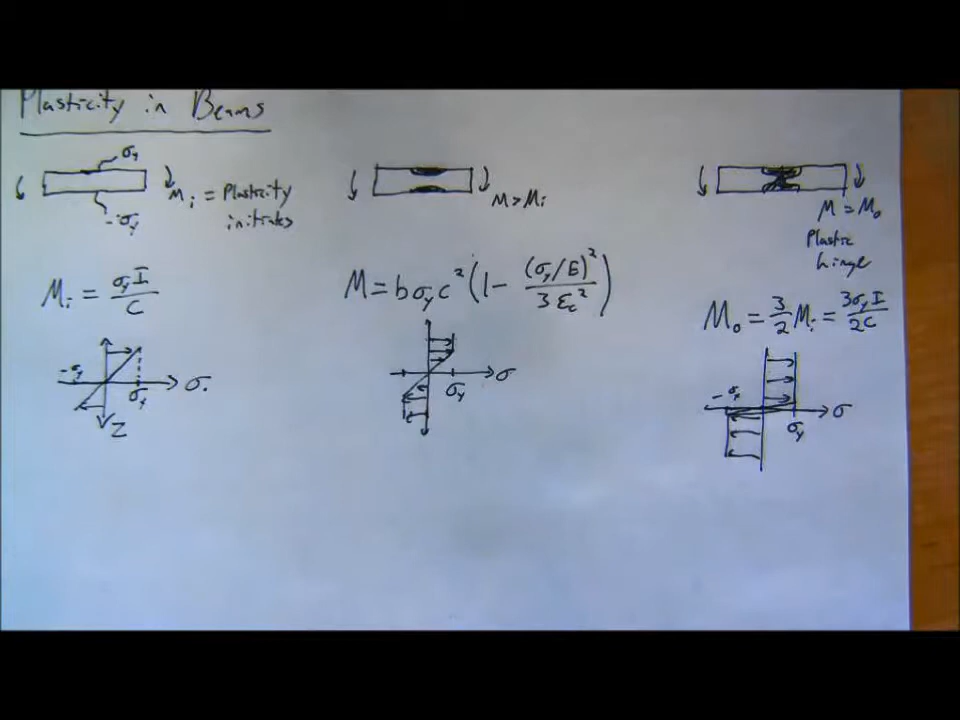 Plasticity in Beams
σy
Mi = Plasticity
initiates
-σy
Mi = σyI/C
-σy
σy
σ
Z
M > Mi
M = bσyc²(1 - (σy/E)²/3εc²)
σy
σ
M = Mo
Plastic
hinge
Mo = 3/2 Mi = 3σyI/2C
-σy
σy
σ